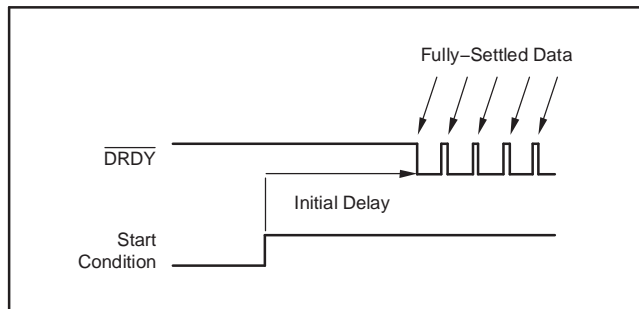 Fully−Settled Data
DRDY
Initial Delay
Start
Condition